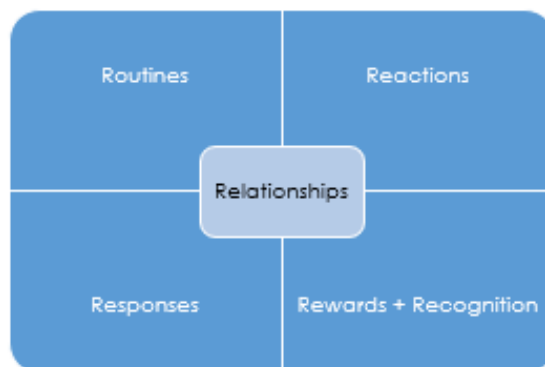 Routines
Reactions
Relationships
Responses
Rewards + Recognition